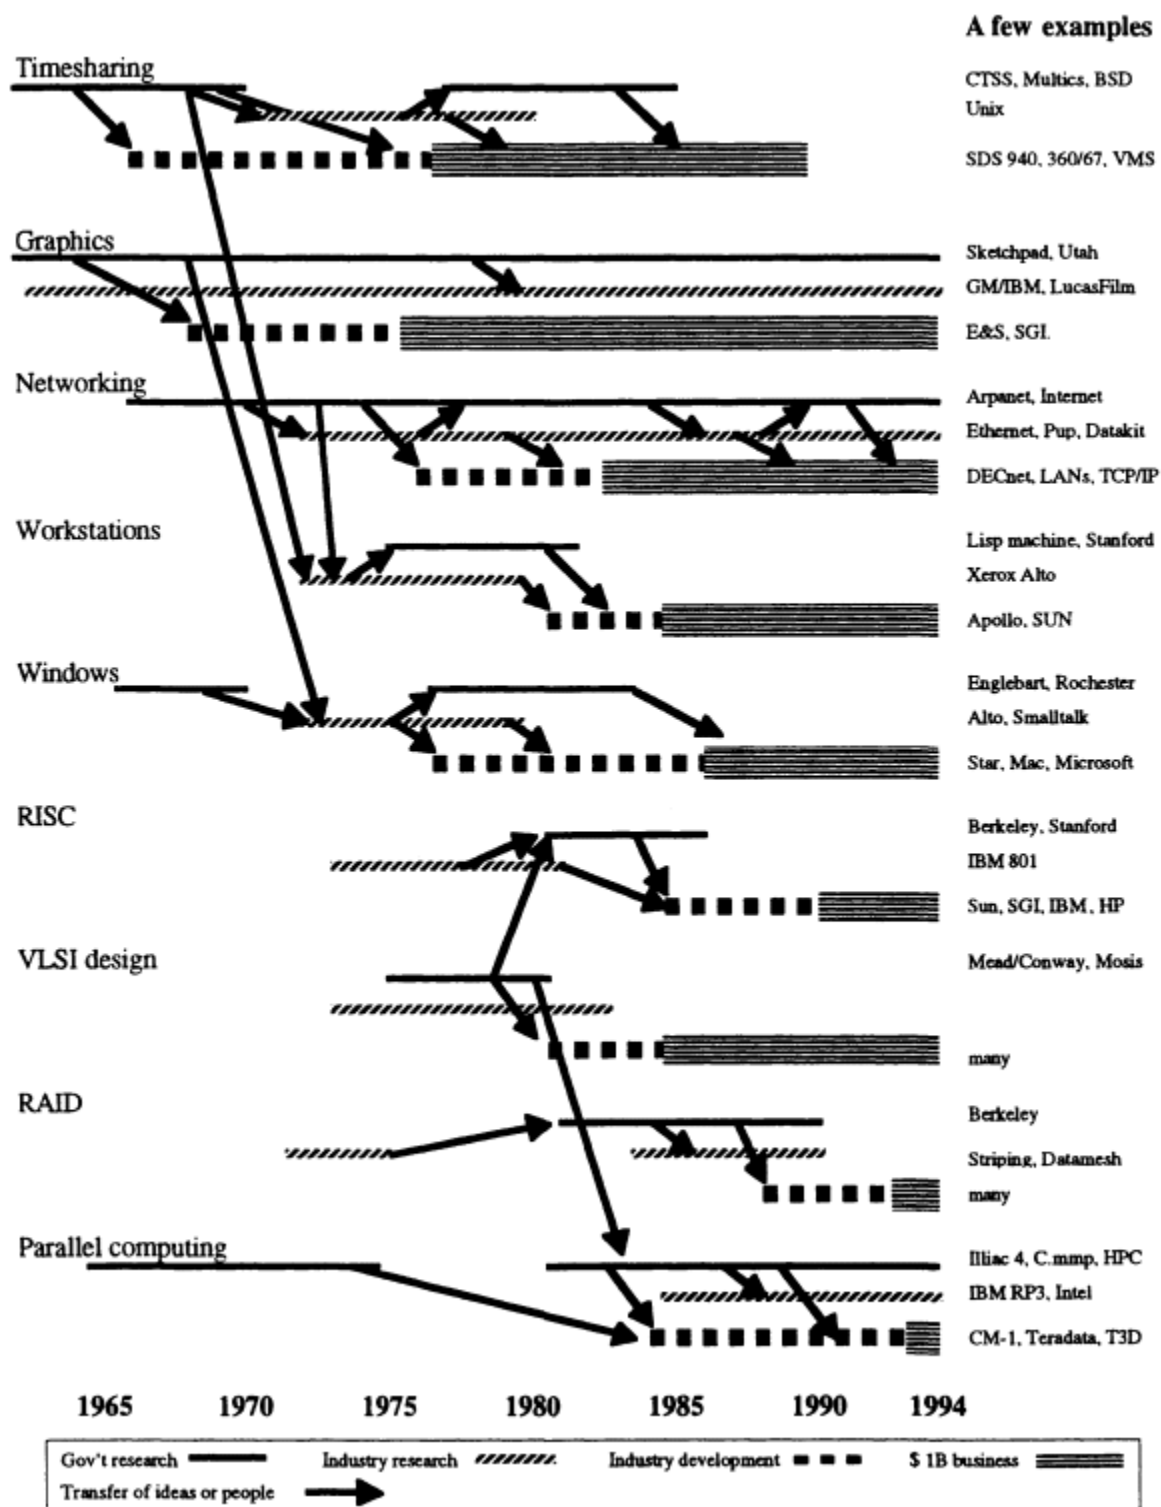 A few examples
Timesharing
CTSS, Multics, BSD
Unix
SDS 940, 360/67, VMS
Graphics
Sketchpad, Utah
GM/IBM, LucasFilm
E&S, SGI.
Networking
Arpanet, Internet
Ethernet, Pup, Datakit
DECnet, LANs, TCP/IP
Workstations
Lisp machine, Stanford
Xerox Alto
Apollo, SUN
Windows
Englebart, Rochester
Alto, Smalltalk
Star, Mac, Microsoft
RISC
Berkeley, Stanford
IBM 801
Sun, SGI, IBM, HP
VLSI design
Mead/Conway, Mosis
many
RAID
Berkeley
Striping, Datamesh
many
Parallel computing
Illiac 4, C.mmp, HPC
IBM RP3, Intel
CM-1, Teradata, T3D
1965 1970 1975 1980 1985 1990 1994
Gov't research Industry research Industry development $ 1B business
Transfer of ideas or people